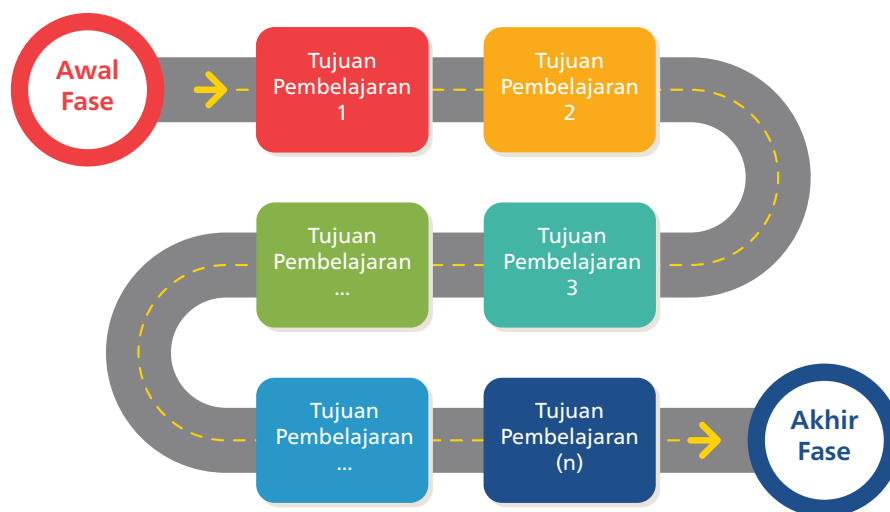 Awal
Fase
Tujuan
Pembelajaran
1
Tujuan
Pembelajaran
2
Tujuan
Pembelajaran
3
Tujuan
Pembelajaran
...
Tujuan
Pembelajaran
...
Tujuan
Pembelajaran
(n)
Akhir
Fase